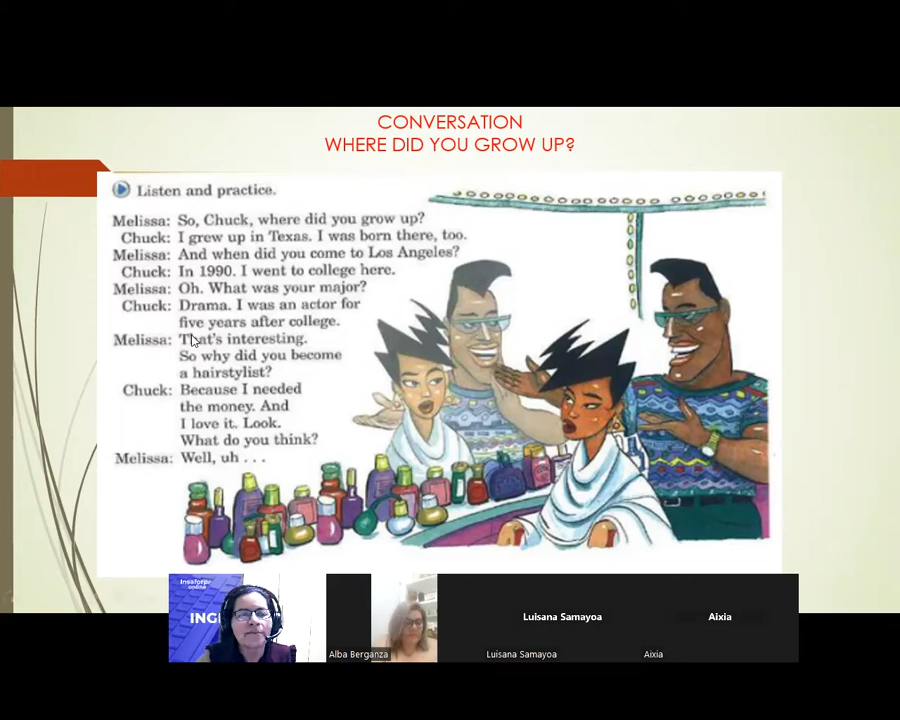 CONVERSATION
WHERE DID YOU GROW UP?
Listen and practice.
Melissa: So, Chuck, where did you grow up?
Chuck: I grew up in Texas. I was born there, too.
Melissa: And when did you come to Los Angeles?
Chuck: In 1990. I went to college here.
Melissa: Oh. What was your major?
Chuck: Drama. I was an actor for
five years after college.
Melissa: That's interesting.
So why did you become
a hairstylist?
Chuck: Because I needed
the money. And
I love it. Look.
What do you think?
Melissa: Well, uh . . .
Insaforp
online
ING
Alba Berganza
Luisana Samayoa
Luisana Samayoa
Aixia
Aixia